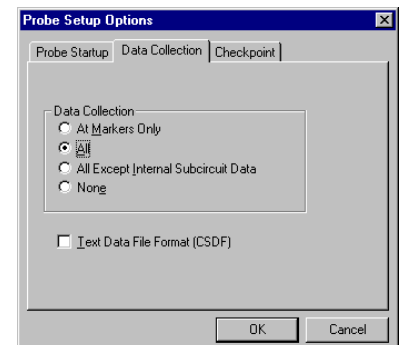 Probe Setup Options
Probe Startup Data Collection Checkpoint
Data Collection
At Markers Only
All
All Except Internal Subcircuit Data
None
Text Data File Format (CSDF)
OK Cancel